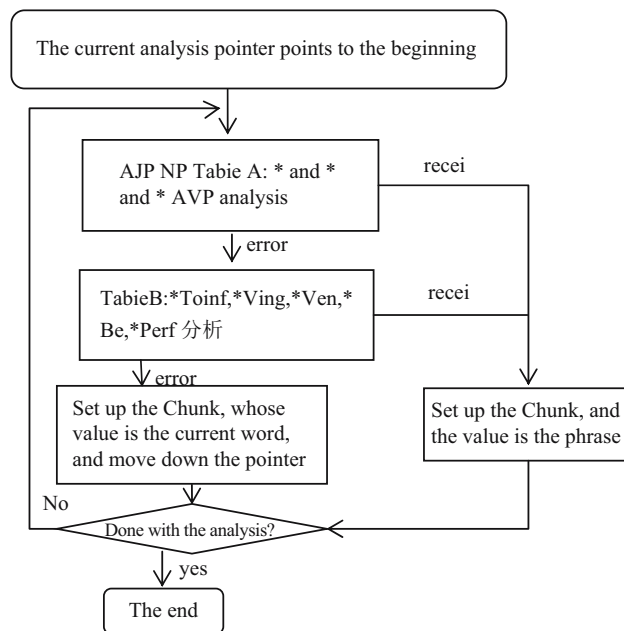 The current analysis pointer points to the beginning
AJP NP Tabie A: * and *
and * AVP analysis
recei
error
TabieB:*Toinf,*Ving,*Ven,*
Be,*Perf 分析
recei
error
Set up the Chunk, whose
value is the current word,
and move down the pointer
Set up the Chunk, and
the value is the phrase
No
Done with the analysis?
yes
The end